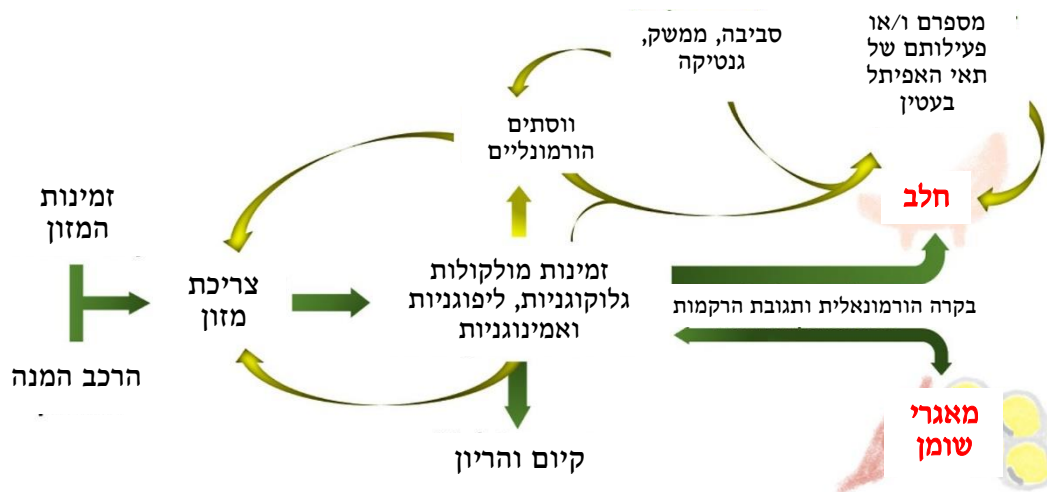 מספרם ו/או
פעילותם של
תאי האפיתל
בעטין
סביבה, ממשק,
גנטיקה
ווסתים
הורמונליים
חלב
זמינות
המזון
צריכת
מזון
זמינות מולקולות
גלוקוגניות, ליפוגניות
ואמינוגניות
בקרה הורמונאלית ותגובת הרקמות
הרכב המנה
מאגרי
שומן
קיום והריון